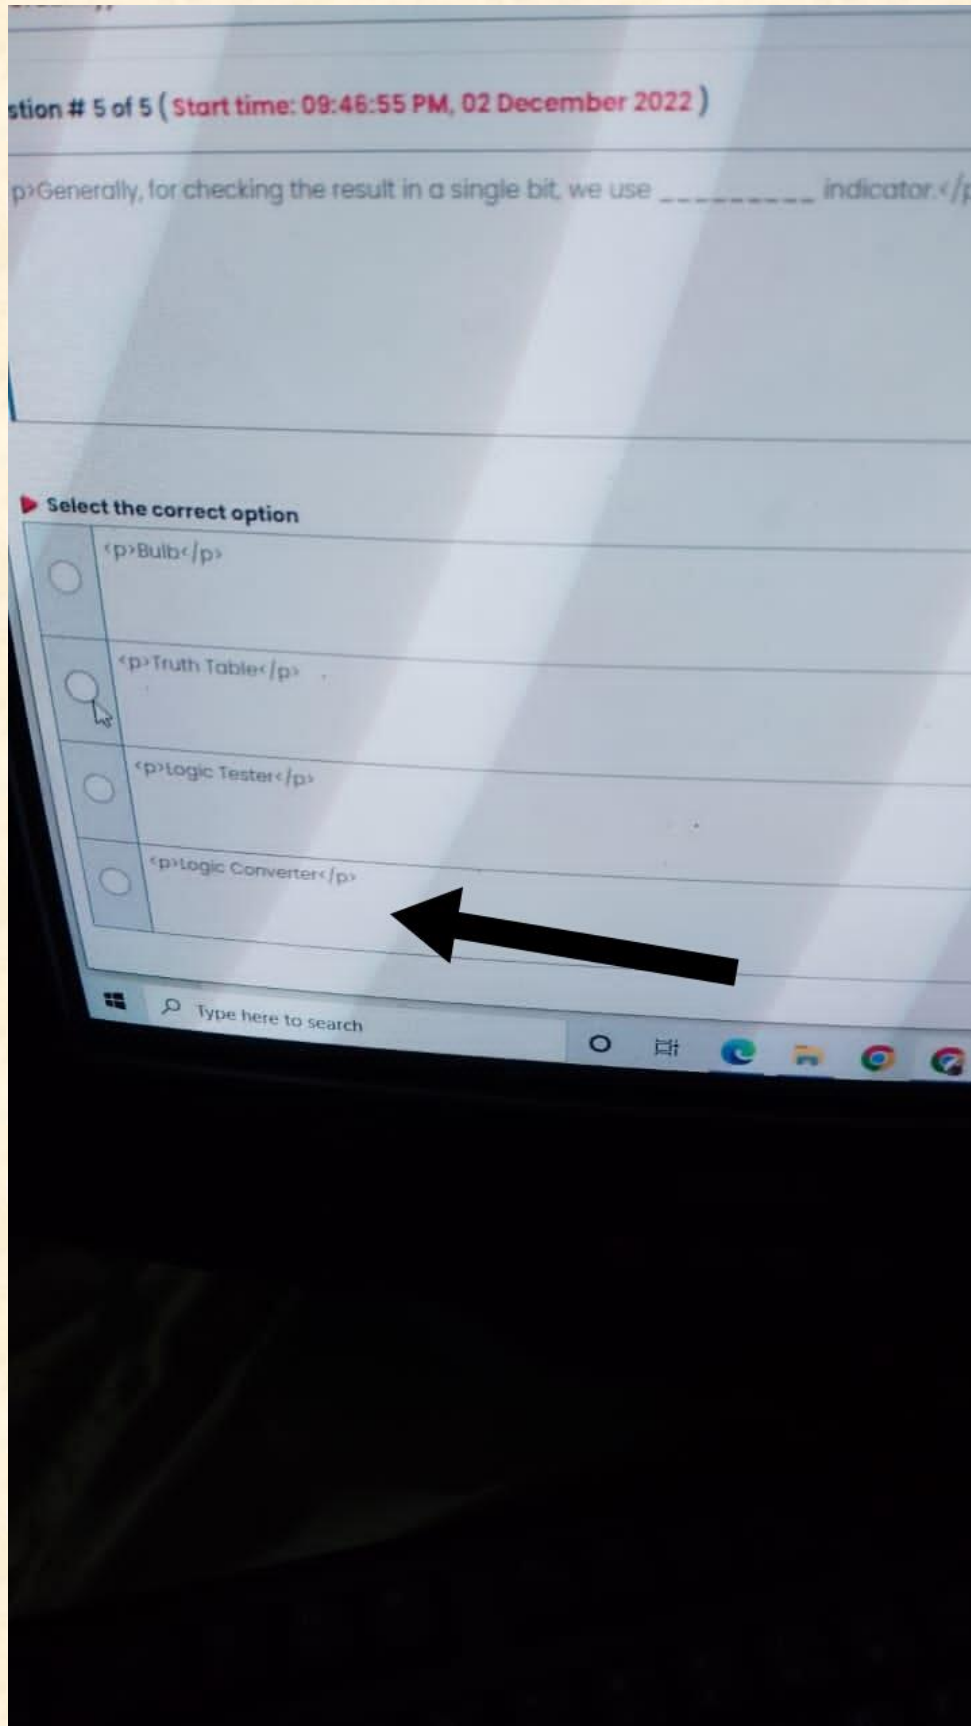 stion # 5 of 5 ( Start time: 09:46:55 PM, 02 December 2022 )
p>Generally, for checking the result in a single bit, we use _________ indicator.</p
Select the correct option
<p>Bulb</p>
<p>Truth Table</p>
<p>Logic Tester</p>
<p>Logic Converter</p>
Type here to search